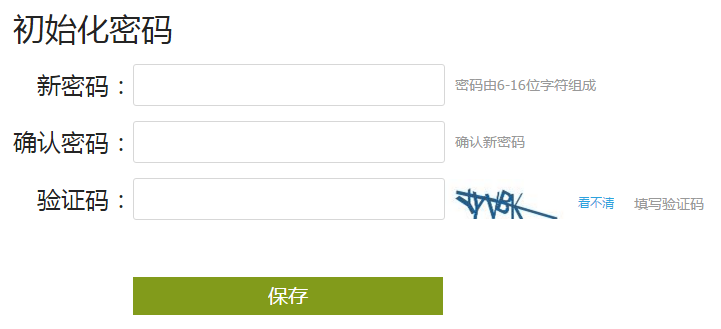 初始化密码
新密码： 密码由6-16位字符组成
确认密码： 确认新密码
验证码： 看不清 填写验证码
保存